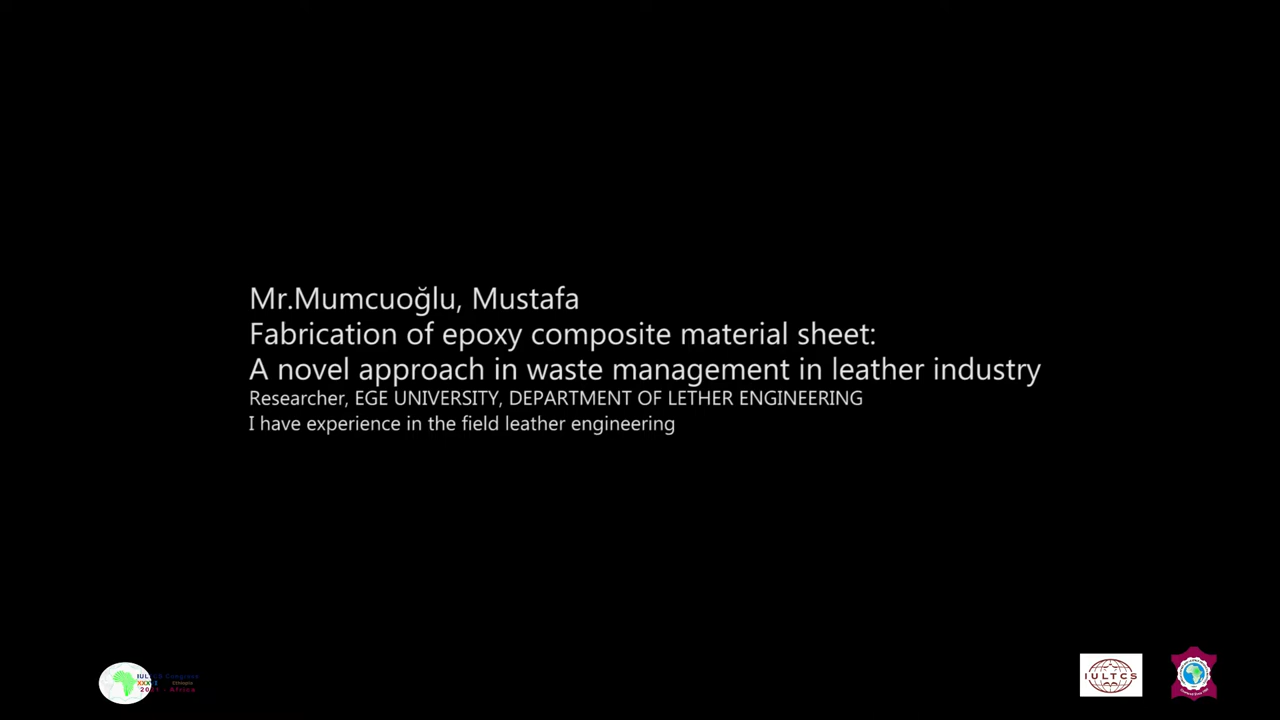 Mr.Mumcuoğlu, Mustafa
Fabrication of epoxy composite material sheet:
A novel approach in waste management in leather industry
Researcher, EGE UNIVERSITY, DEPARTMENT OF LETHER ENGINEERING
I have experience in the field leather engineering
IULTCS